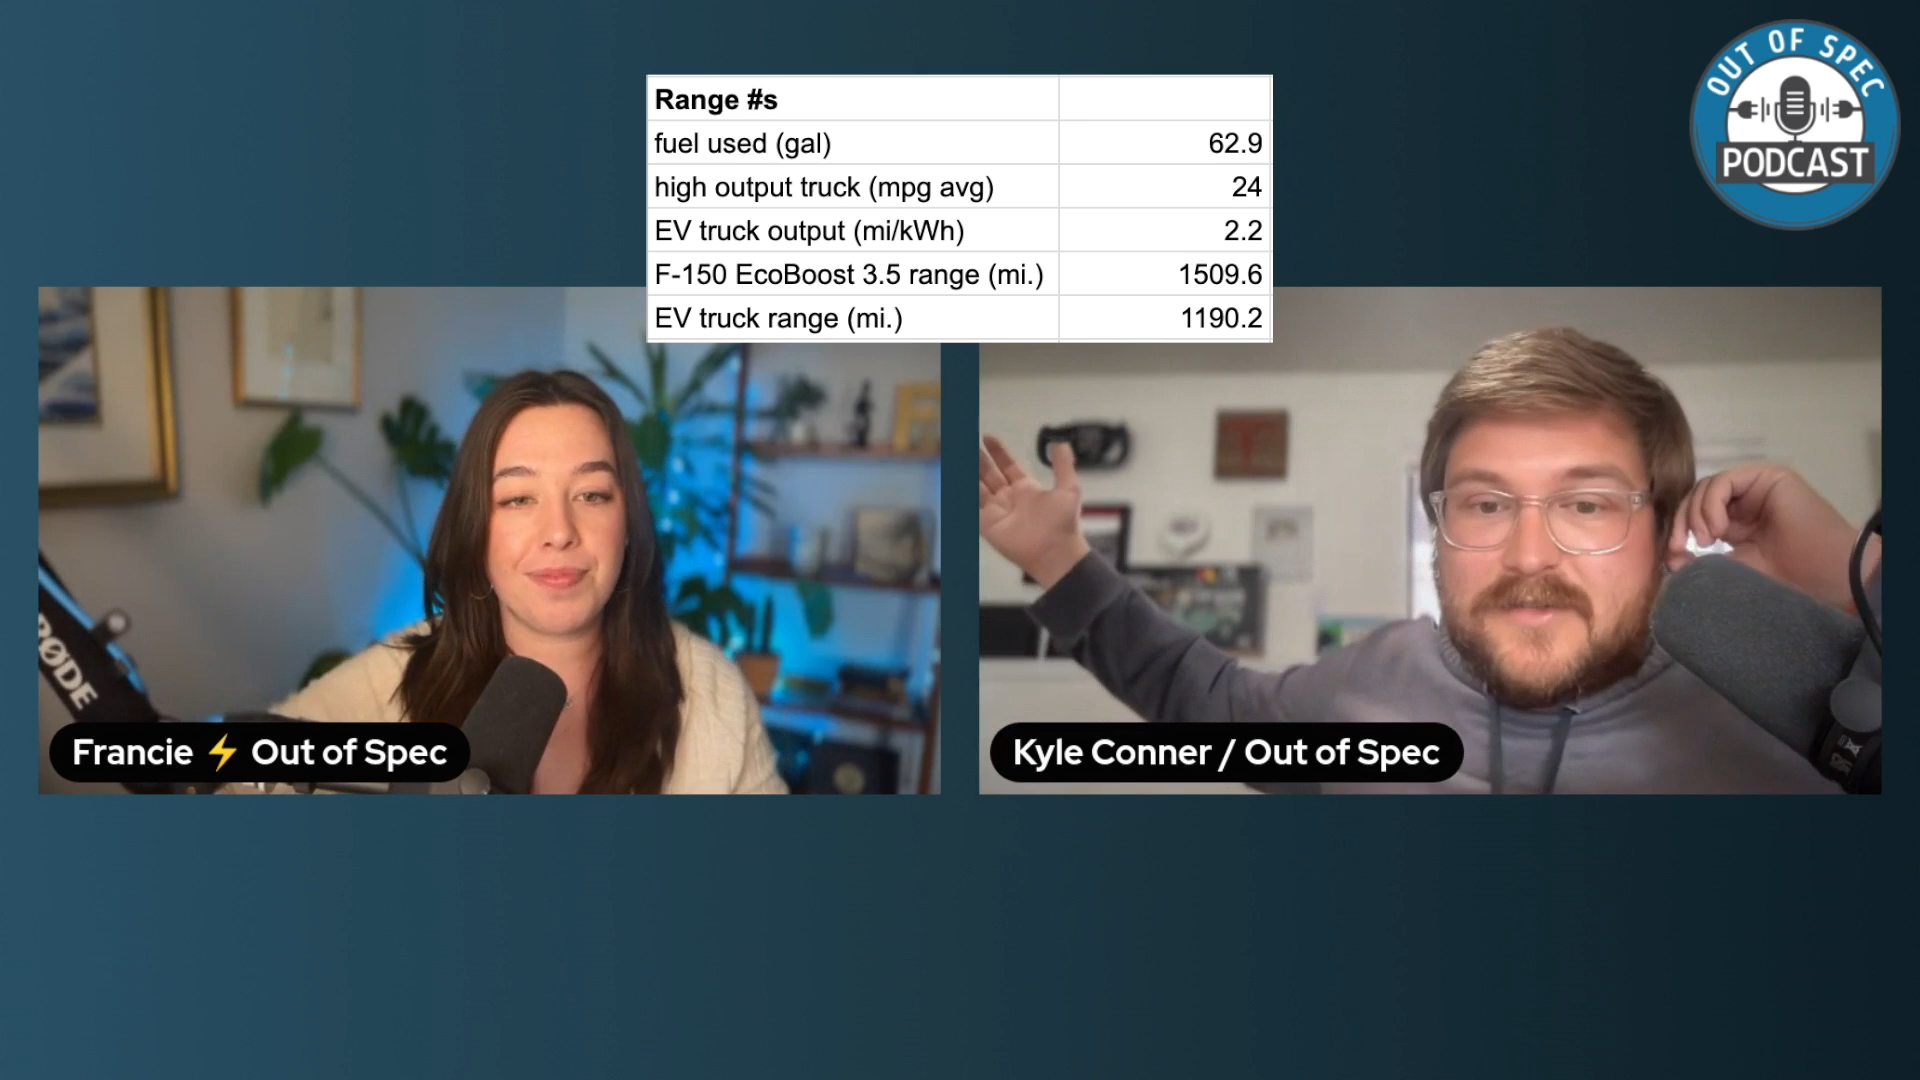 OUT OF SPEC
PODCAST
Range #s
fuel used (gal) 62.9
high output truck (mpg avg) 24
EV truck output (mi/kWh) 2.2
F-150 EcoBoost 3.5 range (mi.) 1509.6
EV truck range (mi.) 1190.2
RØDE
Francie ⚡ Out of Spec
Kyle Conner / Out of Spec